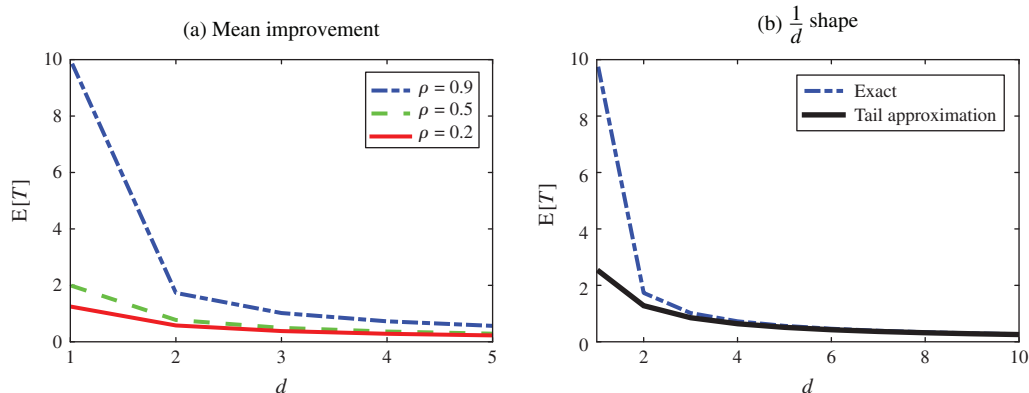 (a) Mean improvement
10
8
6
4
2
0
E[T]
1
2
3
4
5
d
ρ = 0.9
ρ = 0.5
ρ = 0.2
(b) 1/d shape
10
8
6
4
2
0
E[T]
2
4
6
8
10
d
Exact
Tail approximation